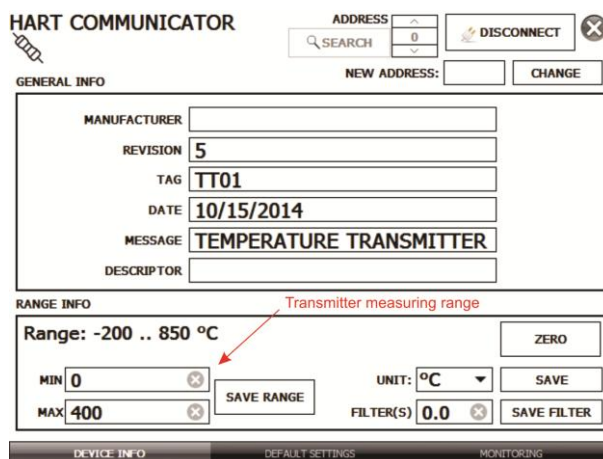 HART COMMUNICATOR
ADDRESS
SEARCH
0
DISCONNECT
NEW ADDRESS:
CHANGE
GENERAL INFO
MANUFACTURER
REVISION 5
TAG TT01
DATE 10/15/2014
MESSAGE TEMPERATURE TRANSMITTER
DESCRIPTOR
RANGE INFO
Transmitter measuring range
Range: -200 .. 850 ºC
ZERO
MIN 0
SAVE RANGE
UNIT: ºC
SAVE
MAX 400
FILTER(S) 0.0
SAVE FILTER
DEVICE INFO
DEFAULT SETTINGS
MONITORING